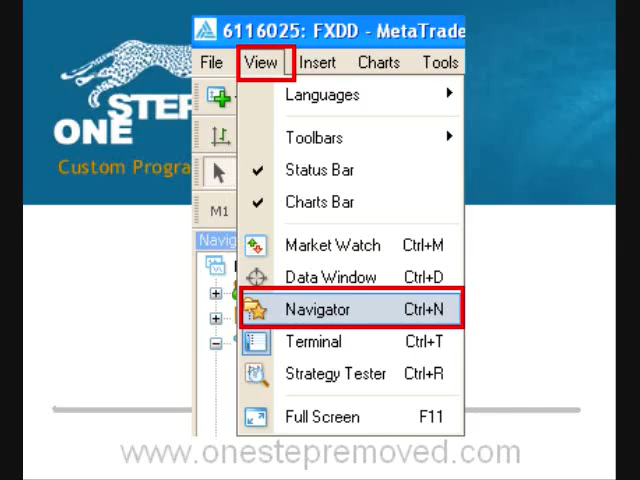 6116025: FXDD - MetaTrade
File View Insert Charts Tools
STEP
ONE
Custom Progra
Languages
Toolbars
Status Bar
Charts Bar
M1
Navig
Market Watch Ctrl+M
Data Window Ctrl+D
Navigator Ctrl+N
Terminal Ctrl+T
Strategy Tester Ctrl+R
Full Screen F11
www.onestepremoved.com